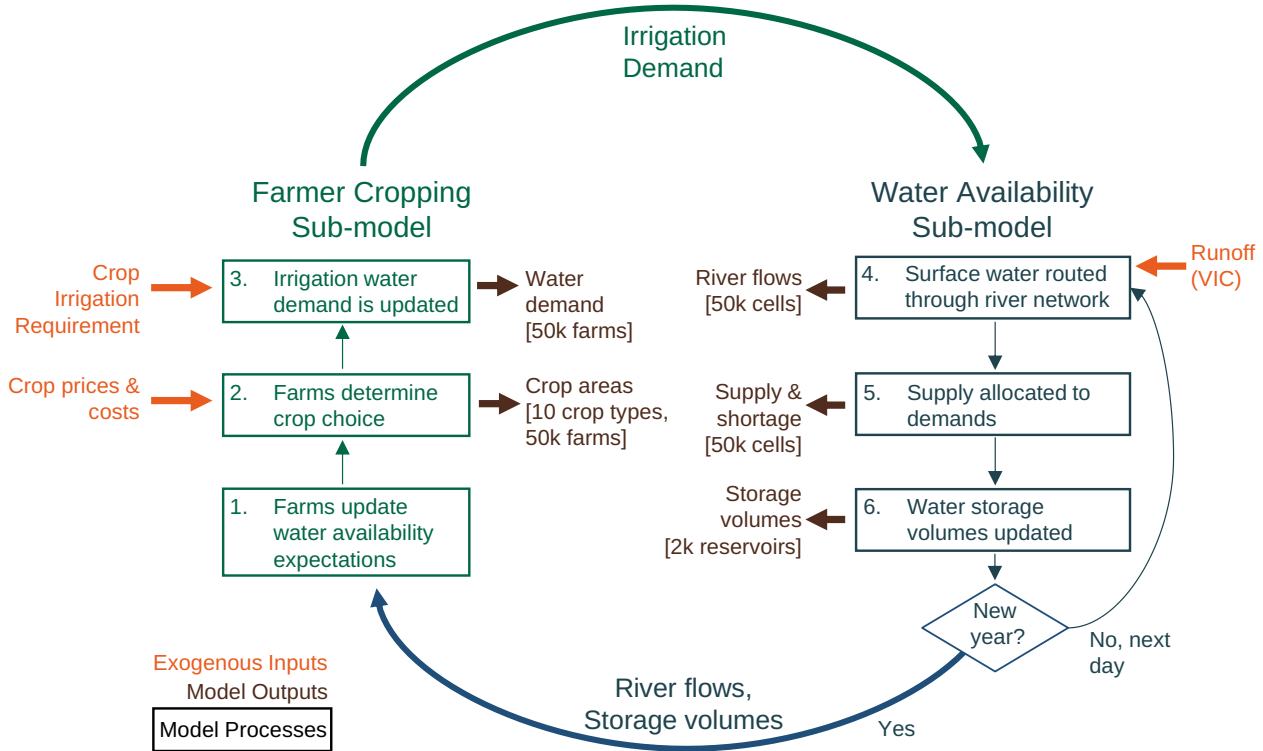 Irrigation
Demand
Farmer Cropping
Sub-model
Water Availability
Sub-model
Crop
Irrigation
Requirement
3. Irrigation water
demand is updated
Water
demand
[50k farms]
Crop prices &
costs
2. Farms determine
crop choice
Crop areas
[10 crop types,
50k farms]
1. Farms update
water availability
expectations
River flows
[50k cells]
4. Surface water routed
through river network
Runoff
(VIC)
Supply &
shortage
[50k cells]
5. Supply allocated to
demands
Storage
volumes
[2k reservoirs]
6. Water storage
volumes updated
New
year?
No, next
day
Yes
River flows,
Storage volumes
Exogenous Inputs
Model Outputs
Model Processes